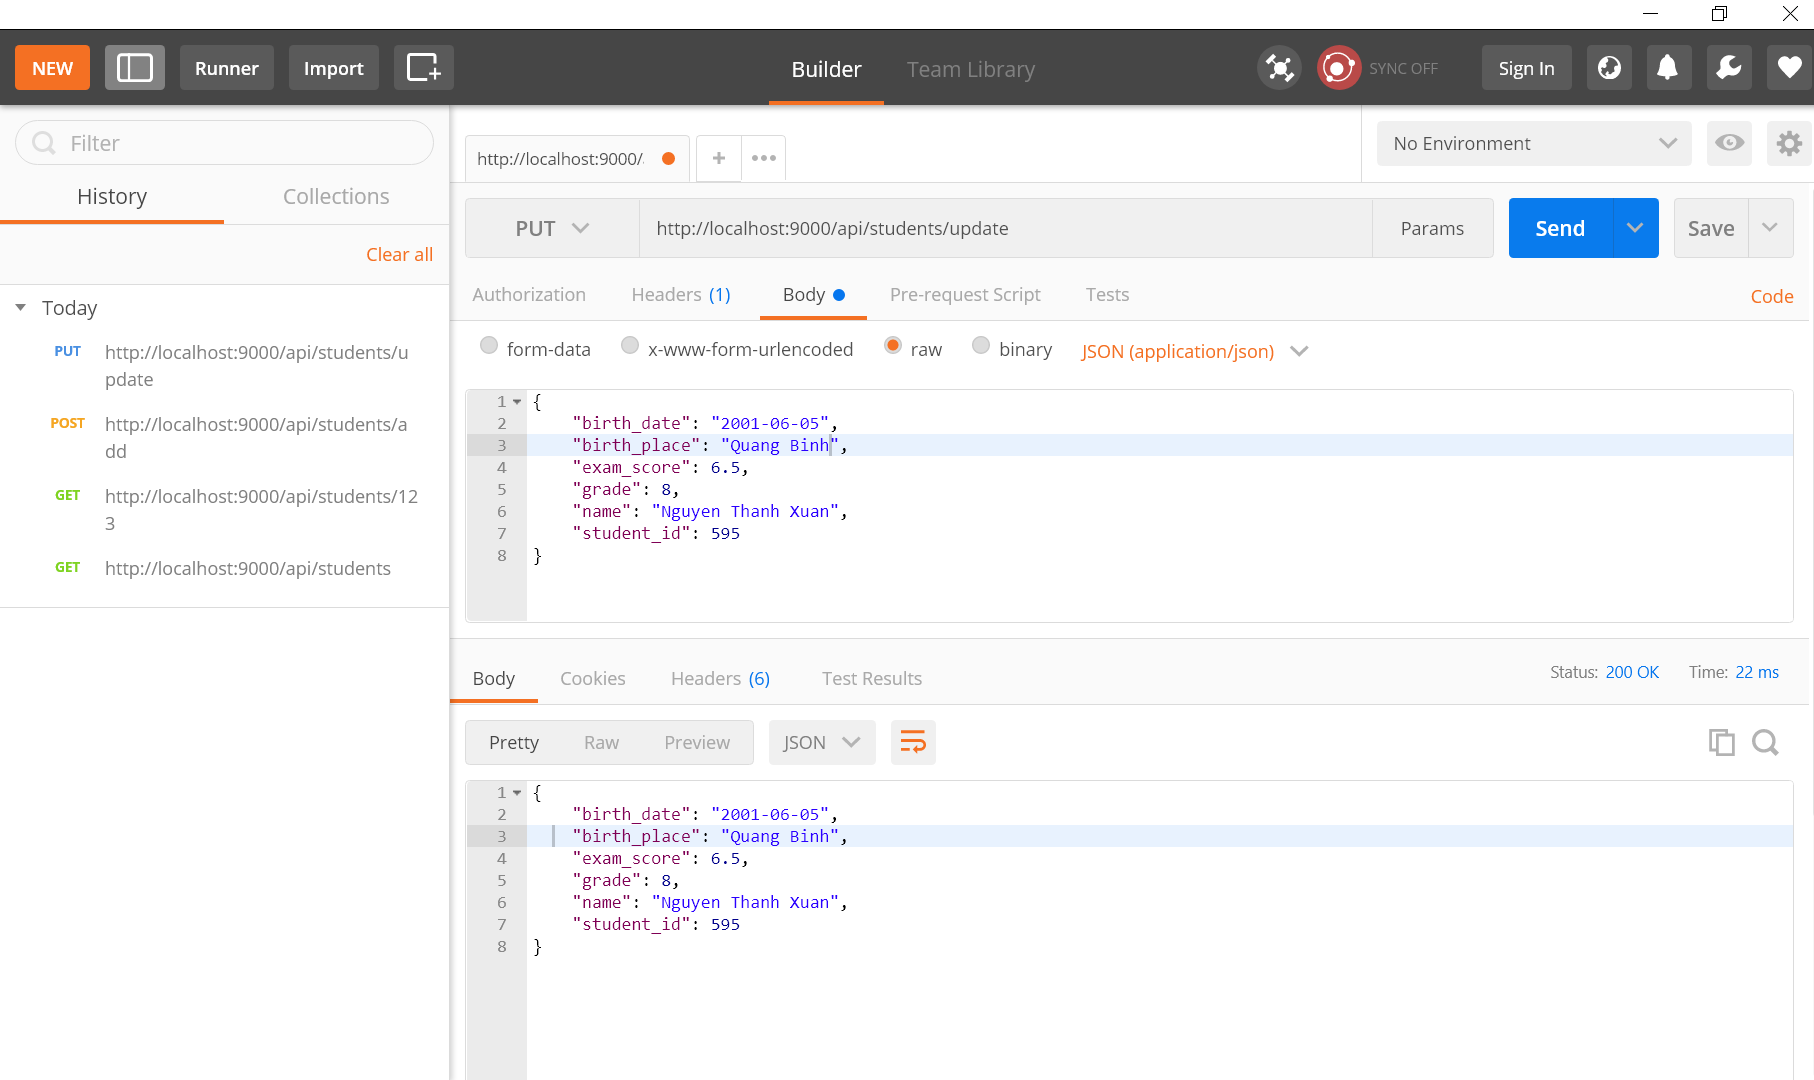 NEW
Runner
Import
Builder
Team Library
SYNC OFF
Sign In
Filter
History
Collections
Clear all
Today
PUT http://localhost:9000/api/students/u
pdate
POST http://localhost:9000/api/students/a
dd
GET http://localhost:9000/api/students/12
3
GET http://localhost:9000/api/students
http://localhost:9000/
No Environment
PUT
http://localhost:9000/api/students/update
Params
Send
Save
Authorization
Headers (1)
Body
Pre-request Script
Tests
Code
form-data
x-www-form-urlencoded
raw
binary
JSON (application/json)
1 {
2 "birth_date": "2001-06-05",
3 "birth_place": "Quang Binh",
4 "exam_score": 6.5,
5 "grade": 8,
6 "name": "Nguyen Thanh Xuan",
7 "student_id": 595
8 }
Body
Cookies
Headers (6)
Test Results
Status: 200 OK
Time: 22 ms
Pretty
Raw
Preview
JSON
1 {
2 "birth_date": "2001-06-05",
3 "birth_place": "Quang Binh",
4 "exam_score": 6.5,
5 "grade": 8,
6 "name": "Nguyen Thanh Xuan",
7 "student_id": 595
8 }